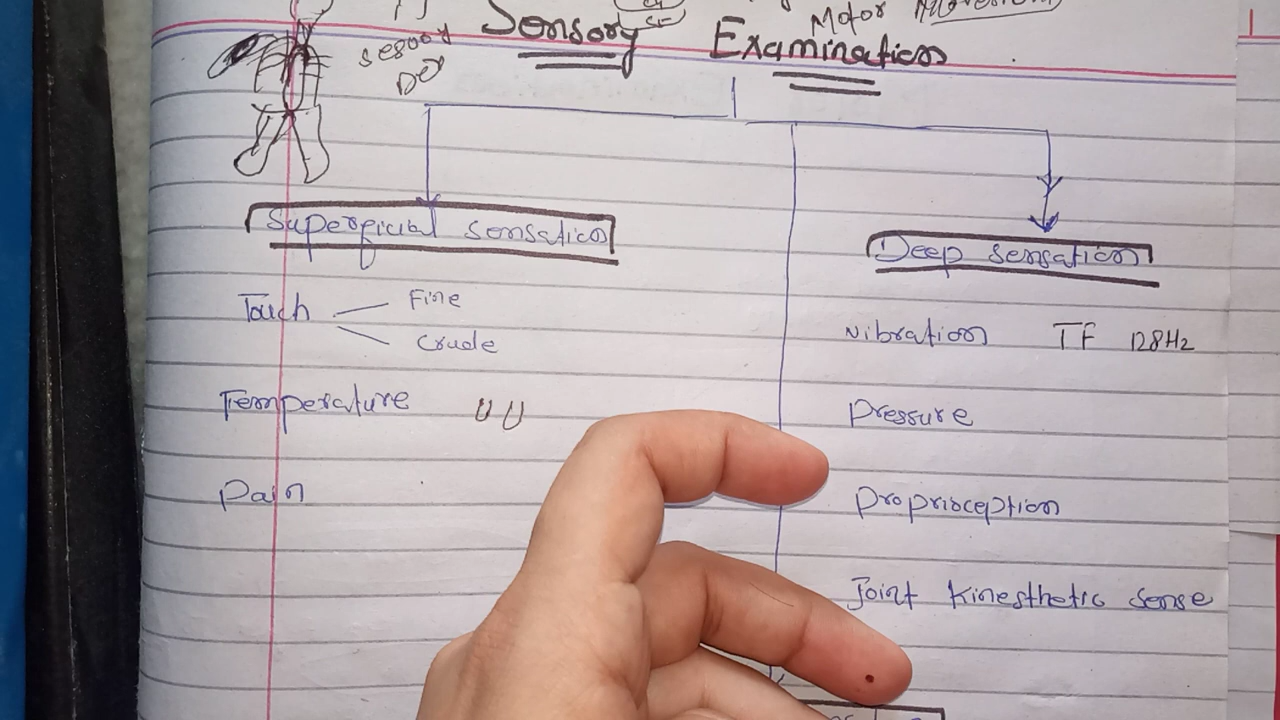 Motor
Sensory Examination
Superficial sensation
Deep sensation
Touch
Fine
Crude
Vibration TF 128Hz
Temperature
Pressure
Pain
Proprioception
Joint Kinesthetic sense